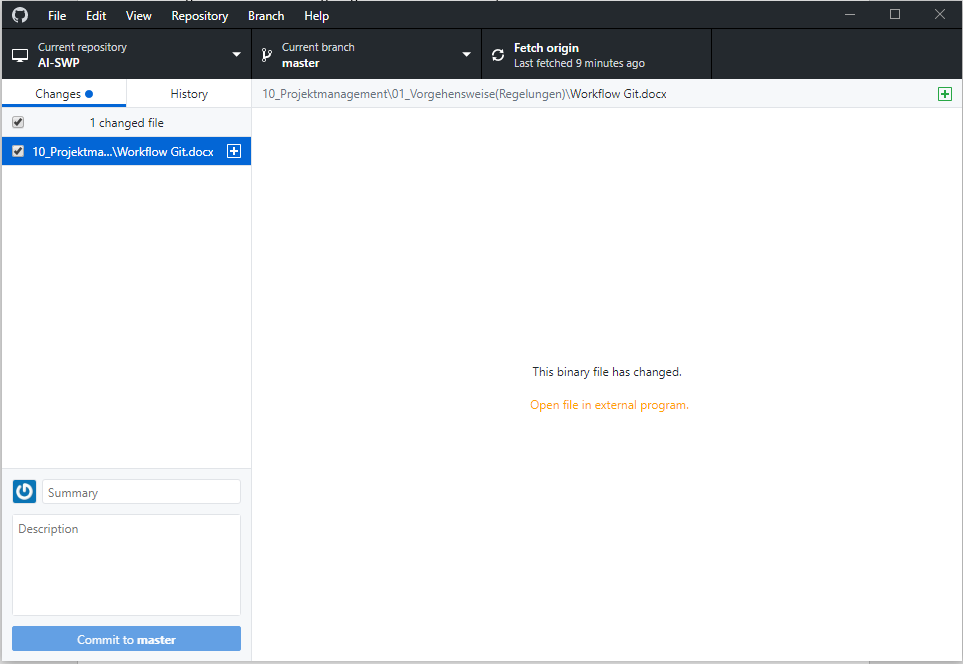 File Edit View Repository Branch Help
Current repository
AI-SWP
Current branch
master
Fetch origin
Last fetched 9 minutes ago
Changes
History
10_Projektmanagement\01_Vorgehensweise(Regelungen)\Workflow Git.docx
1 changed file
10_Projektma...\Workflow Git.docx
This binary file has changed.
Open file in external program.
Summary
Description
Commit to master